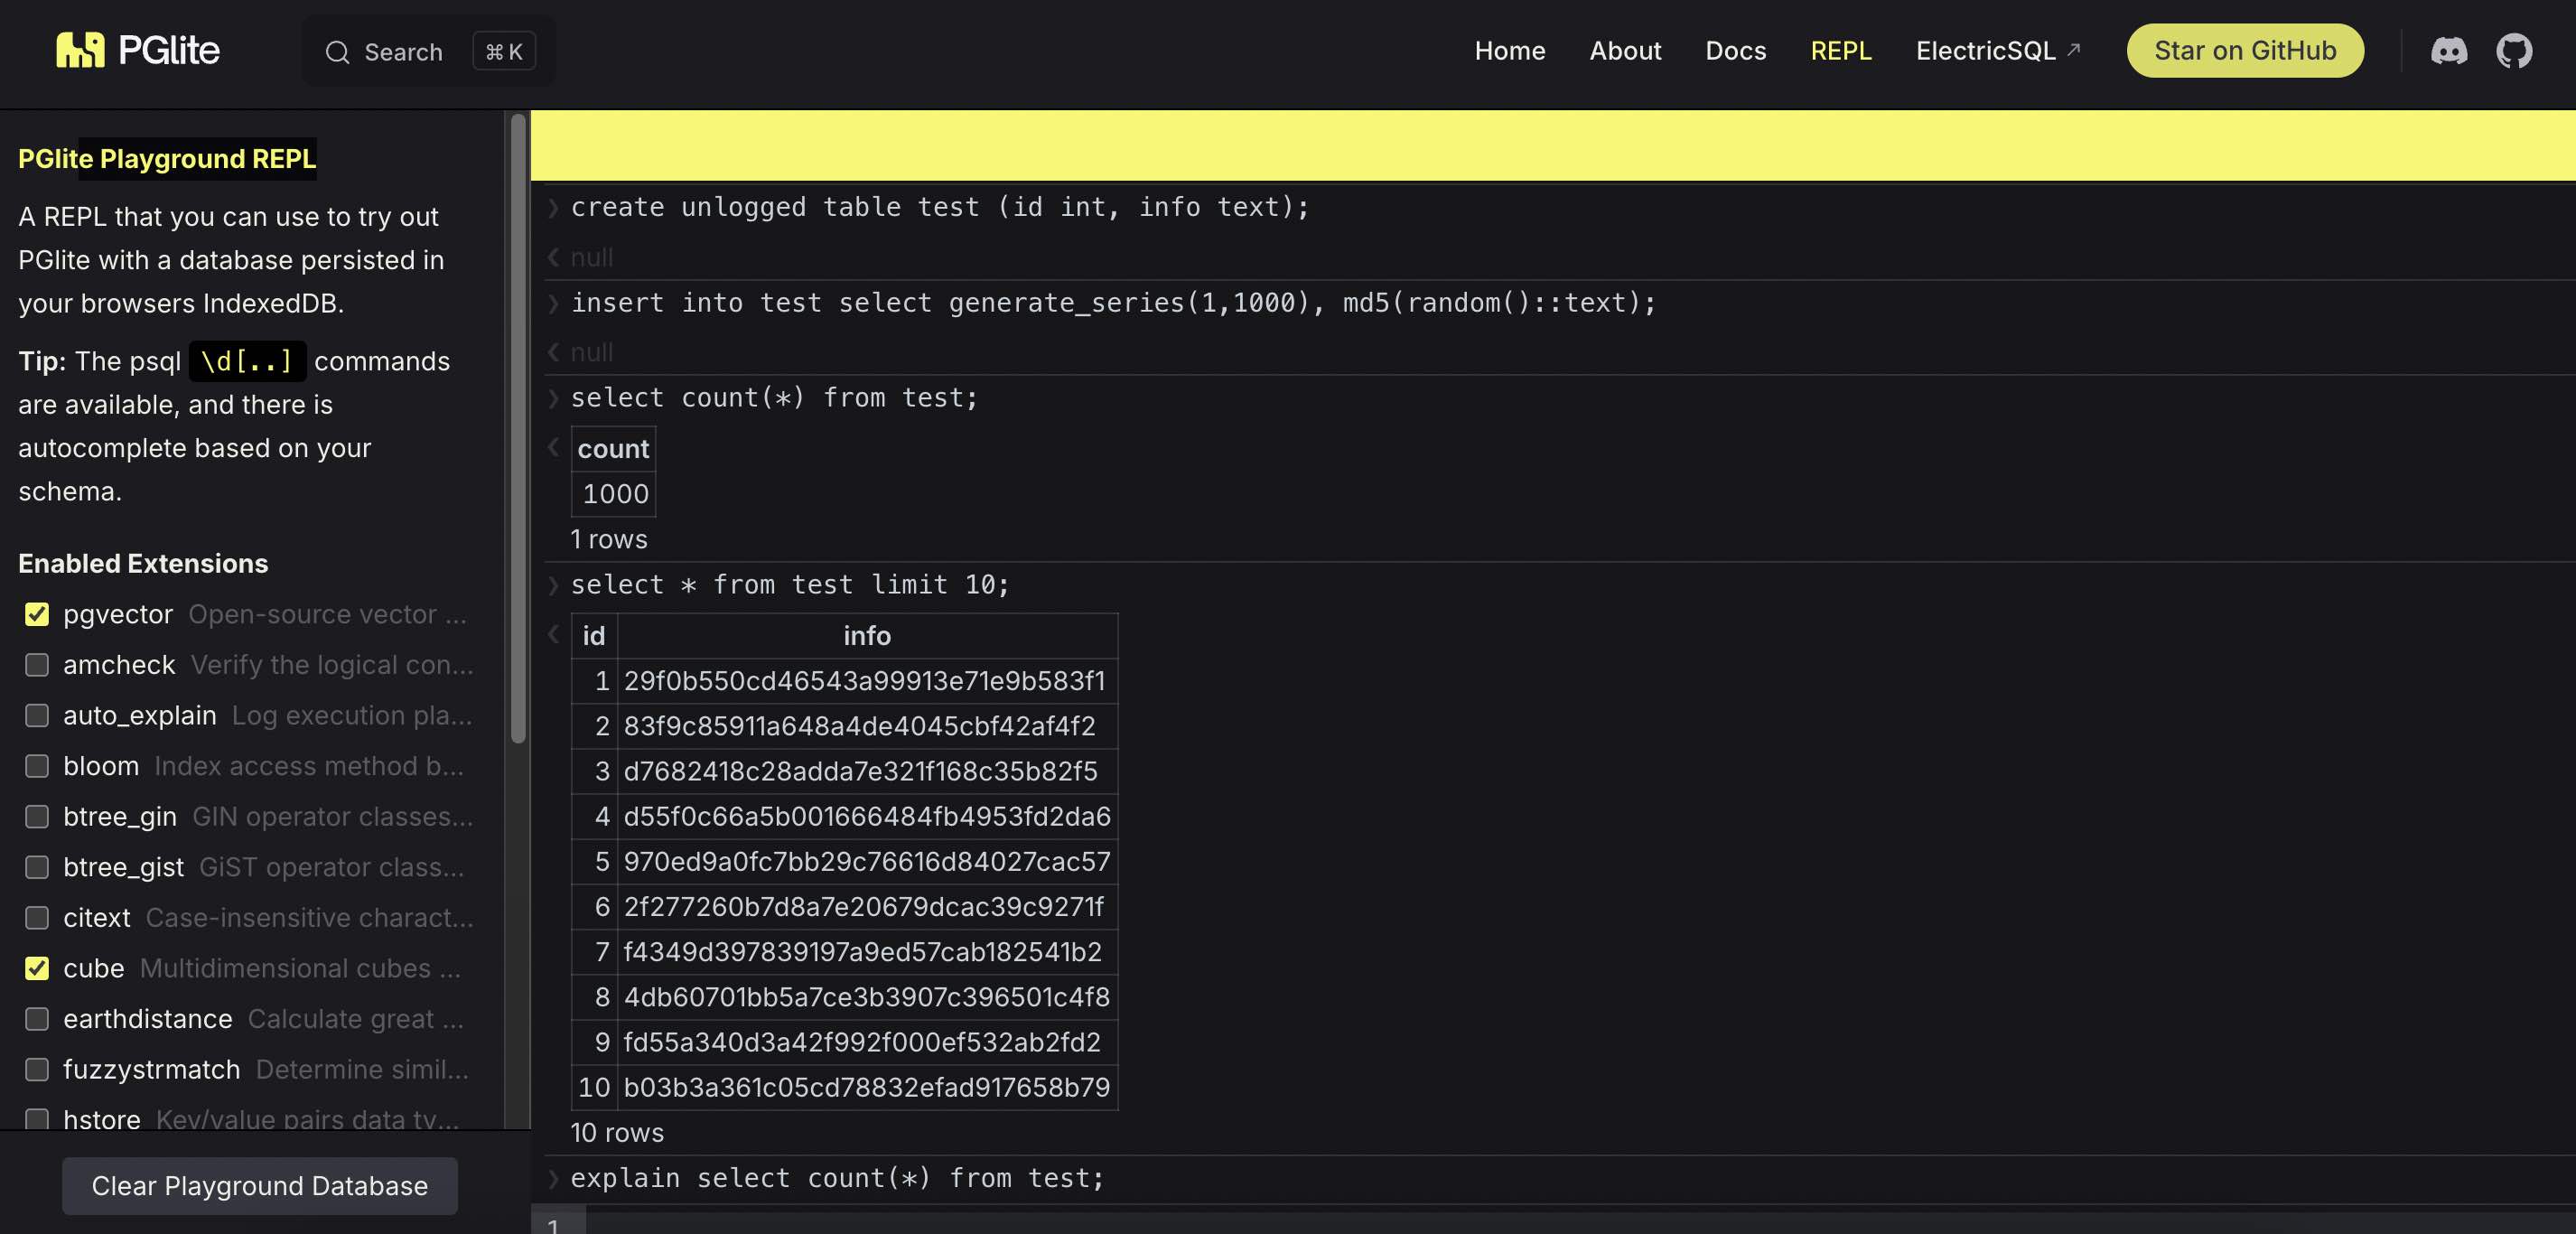 PGlite
Search
⌘ K
Home
About
Docs
REPL
ElectricSQL ↗
Star on GitHub
PGlite Playground REPL
A REPL that you can use to try out
PGlite with a database persisted in
your browsers IndexedDB.
Tip: The psql \d[..] commands
are available, and there is
autocomplete based on your
schema.
Enabled Extensions
pgvector Open-source vector ...
amcheck Verify the logical con...
auto_explain Log execution pla...
bloom Index access method b...
btree_gin GIN operator classes...
btree_gist GiST operator class...
citext Case-insensitive charact...
cube Multidimensional cubes ...
earthdistance Calculate great ...
fuzzystrmatch Determine simil...
hstore Key/value pairs data ty...
Clear Playground Database
create unlogged table test (id int, info text);
null
insert into test select generate_series(1,1000), md5(random()::text);
null
select count(*) from test;
count
1000
1 rows
select * from test limit 10;
id info
1 29f0b550cd46543a99913e71e9b583f1
2 83f9c85911a648a4de4045cbf42af4f2
3 d7682418c28adda7e321f168c35b82f5
4 d55f0c66a5b001666484fb4953fd2da6
5 970ed9a0fc7bb29c76616d84027cac57
6 2f277260b7d8a7e20679dcac39c9271f
7 f4349d397839197a9ed57cab182541b2
8 4db60701bb5a7ce3b3907c396501c4f8
9 fd55a340d3a42f992f000ef532ab2fd2
10 b03b3a361c05cd78832efad917658b79
10 rows
explain select count(*) from test;
1